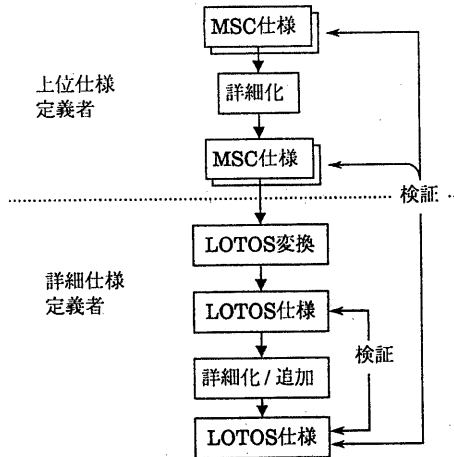 MSC仕様
上位仕様
定義者
詳細化
MSC仕様
検証
LOTOS変換
詳細仕様
定義者
LOTOS仕様
検証
詳細化 / 追加
LOTOS仕様